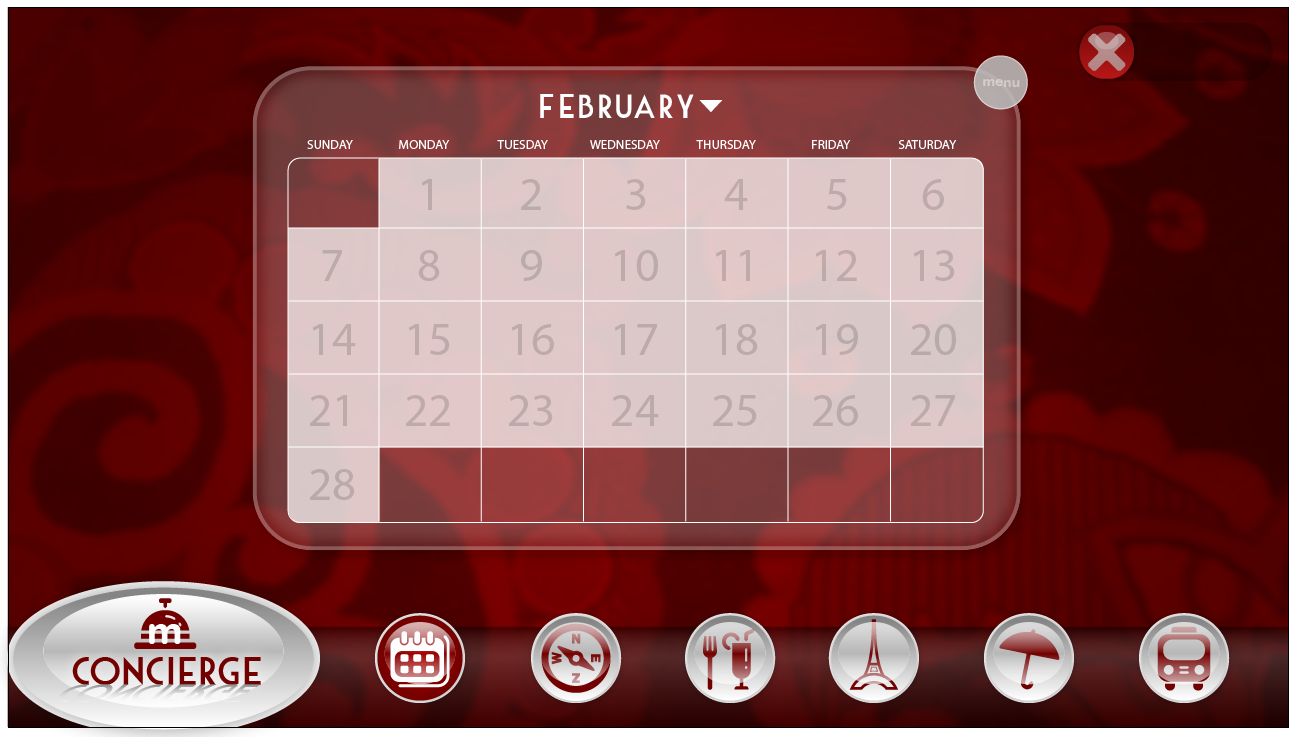 menu
FEBRUARY
SUNDAY MONDAY TUESDAY WEDNESDAY THURSDAY FRIDAY SATURDAY
1 2 3 4 5 6
7 8 9 10 11 12 13
14 15 16 17 18 19 20
21 22 23 24 25 26 27
28
m
CONCIERGE
N
W E
Z